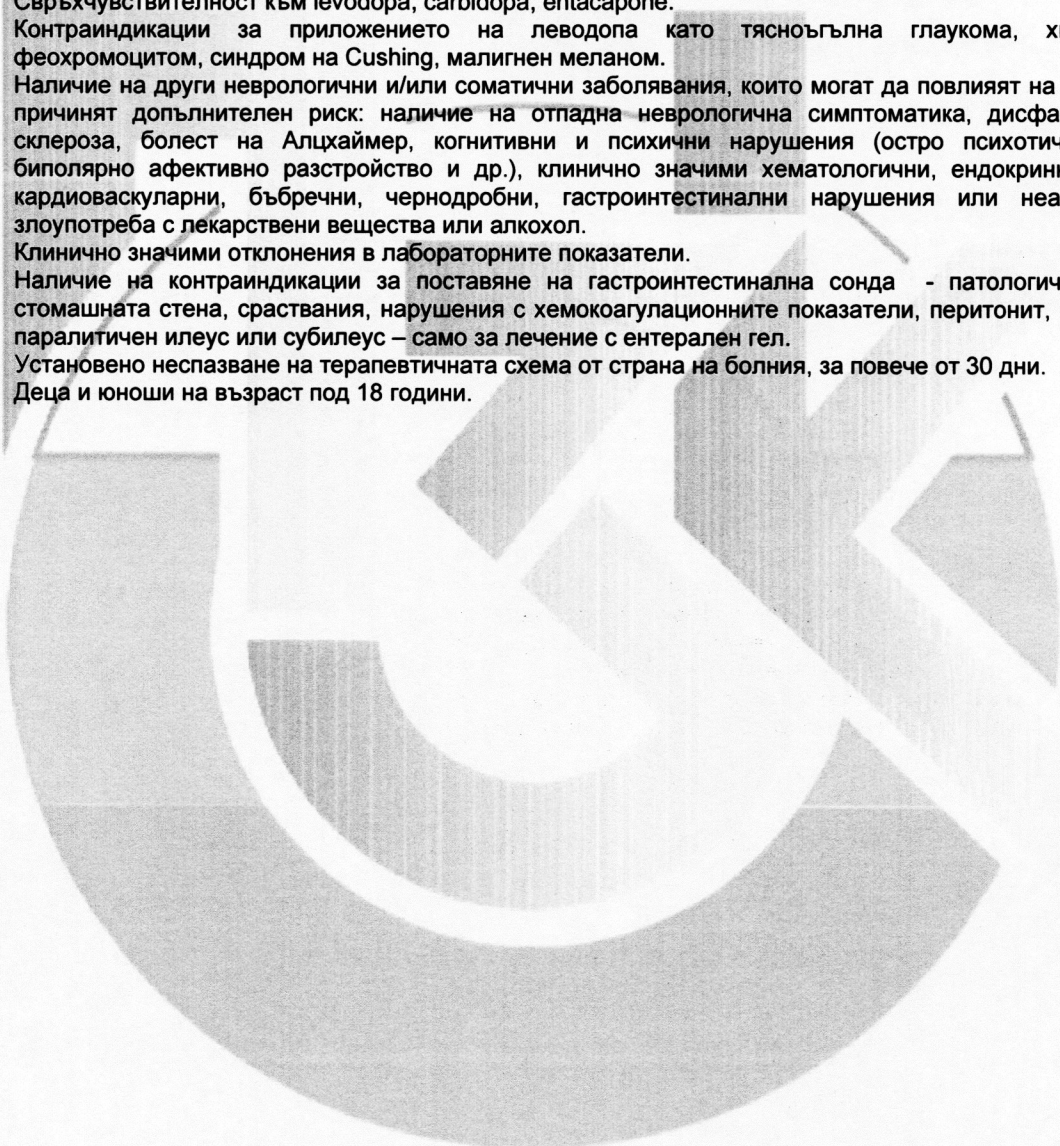 Свръхчувствителност към levodopa, carbidopa, entacapone.
Контраиндикации за приложението на леводопа като тясноъгълна глаукома,
феохромоцитом, синдром на Cushing, малигнен меланом.
Наличие на други неврологични и/или соматични заболявания, които могат да повлияят на
причинят допълнителен риск: наличие на отпадна неврологична симптоматика,
склероза, болест на Алцхаймер, когнитивни и психични нарушения (остро
биполярно афективно разстройство и др.), клинично значими хематологични,
кардиоваскуларни, бъбречни, чернодробни, гастроинтестинални нарушения или
злоупотреба с лекарствени вещества или алкохол.
Клинично значими отклонения в лабораторните показатели.
Наличие на контраиндикации за поставяне на гастроинтестинална сонда -
стомашната стена, сраствания, нарушения с хемокоагулационните показатели, перитонит,
паралитичен илеус или субилеус – само за лечение с ентерален гел.
Установено неспазване на терапевтичната схема от страна на болния, за повече от 30 дни.
Деца и юноши на възраст под 18 години.